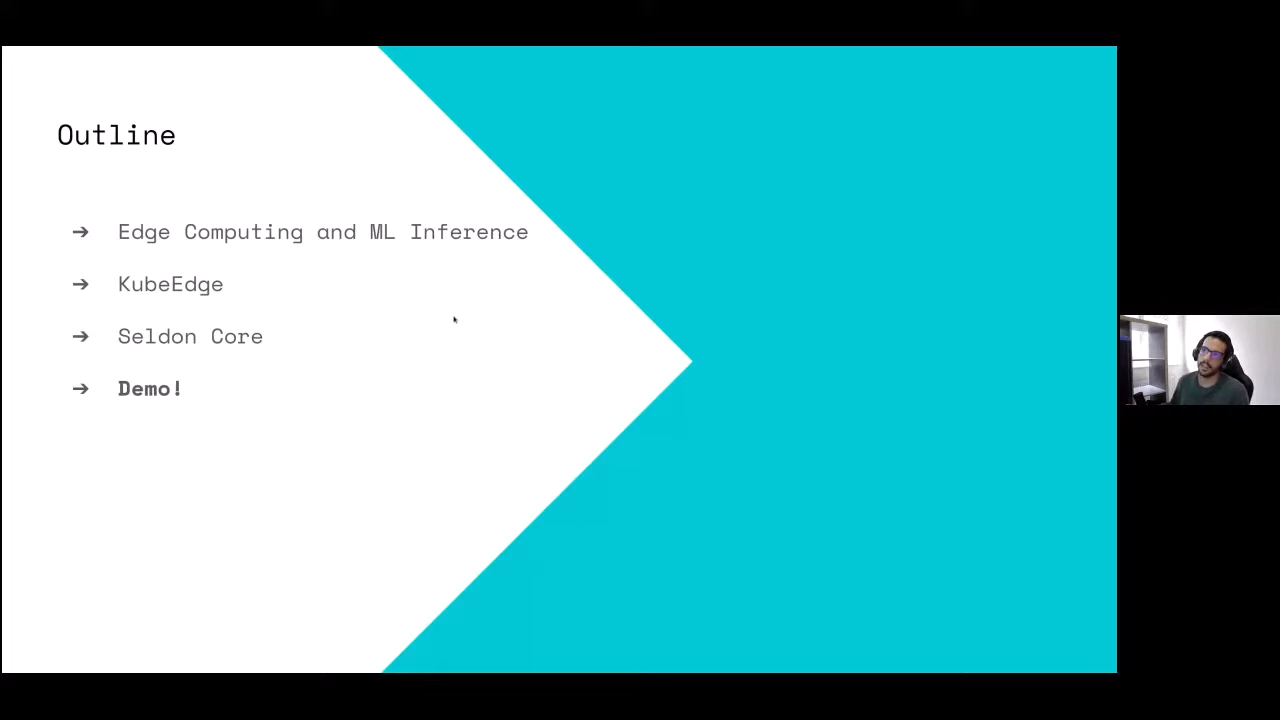 Outline
➔ Edge Computing and ML Inference
➔ KubeEdge
➔ Seldon Core
➔ Demo!